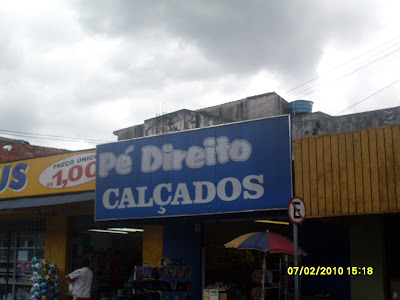 US
PREÇO ÚNICO
1,00
Pé Direito
CALÇADOS
07/02/2010 15:18